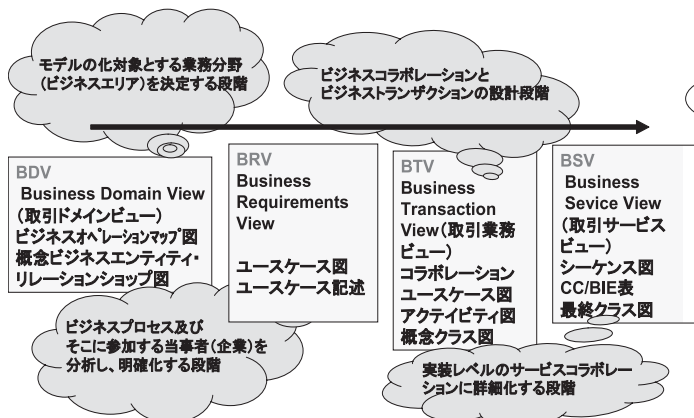 モデルの化対象とする業務分野
(ビジネスエリア)を決定する段階
ビジネスコラボレーションと
ビジネストランザクションの設計段階
BDV
Business Domain View
(取引ドメインビュー)
ビジネスオペレーションマップ図
概念ビジネスエンティティ・
リレーションショップ図
BRV
Business
Requirements
View
ユースケース図
ユースケース記述
BTV
Business
Transaction
View(取引業務
ビュー)
コラボレーション
ユースケース図
アクテイビティ図
概念クラス図
BSV
Business
Sevice View
(取引サービス
ビュー)
シーケンス図
CC/BIE表
最終クラス図
ビジネスプロセス及び
そこに参加する当事者(企業)を
分析し、明確化する段階
実装レベルのサービスコラボレー
ションに詳細化する段階